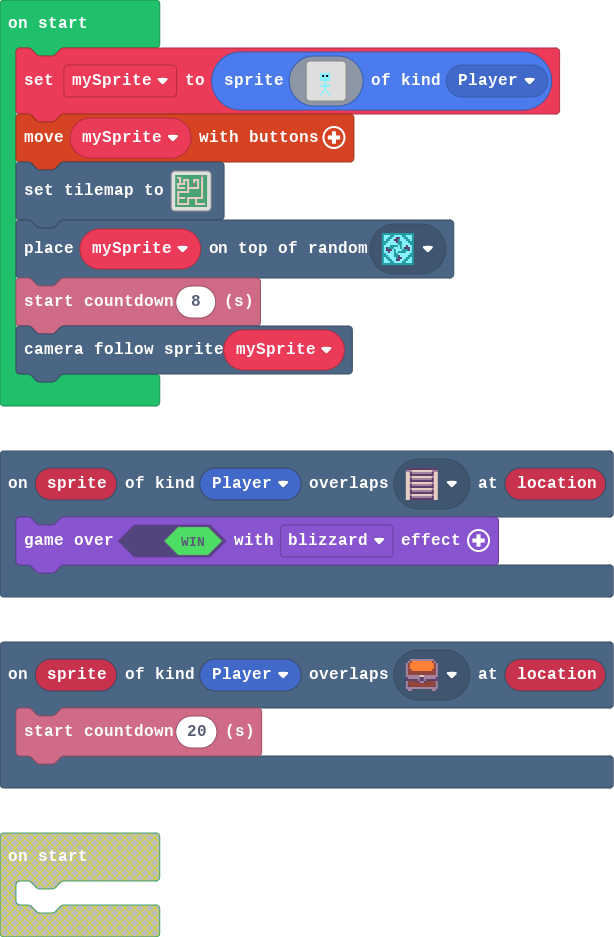 on start
set mySprite to sprite of kind Player
move mySprite with buttons
set tilemap to
place mySprite on top of random
start countdown 8 (s)
camera follow sprite mySprite
on sprite of kind Player overlaps at location
game over WIN with blizzard effect
on sprite of kind Player overlaps at location
start countdown 20 (s)
on start